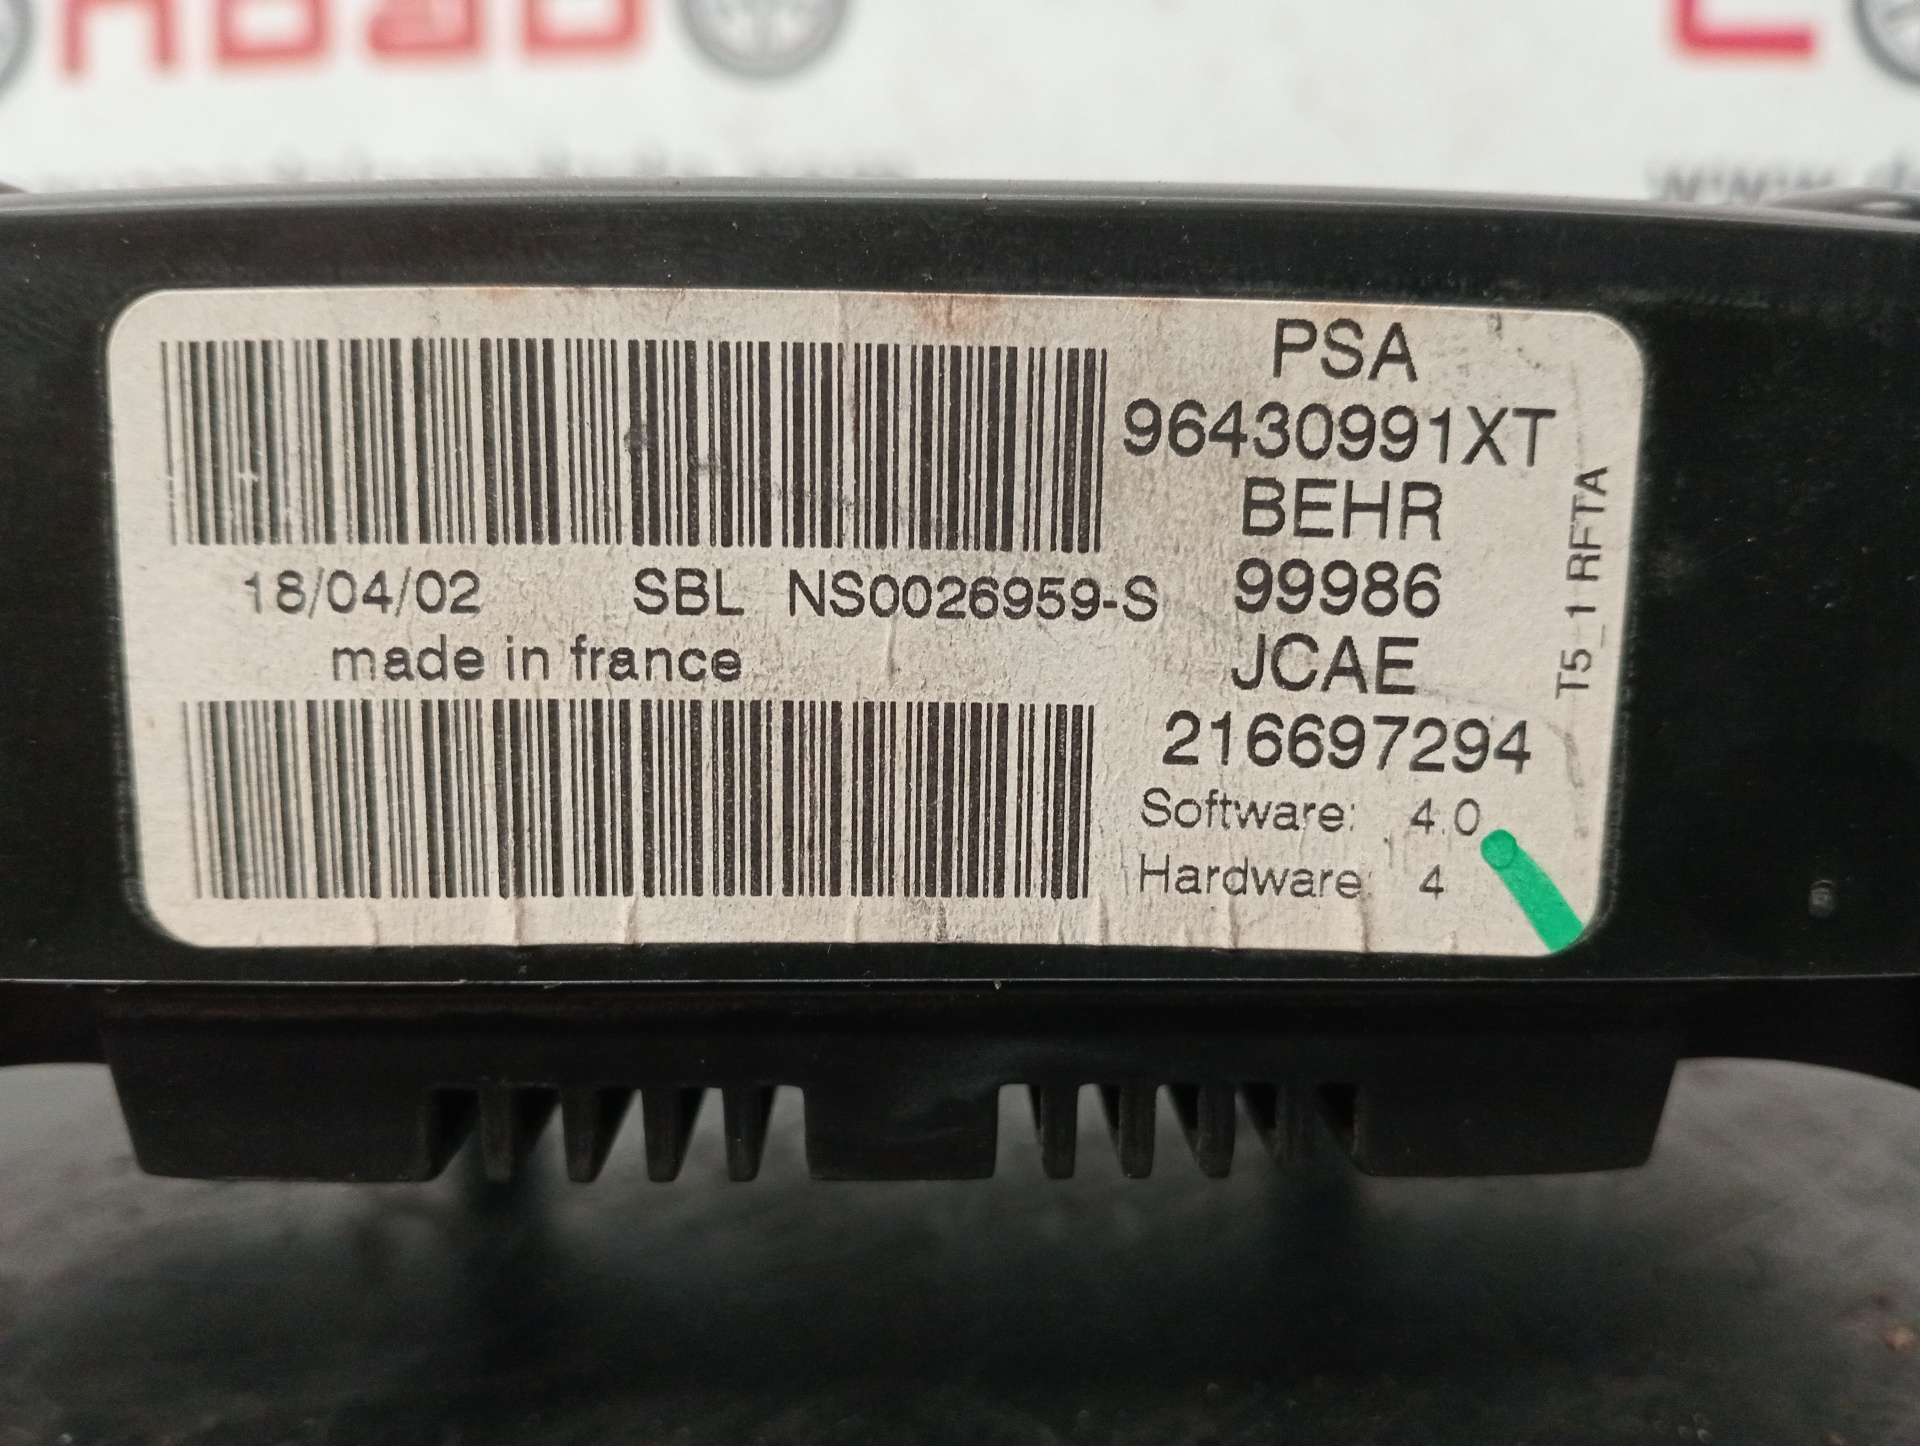 PSA
96430991XT
BEHR
18/04/02 SBL NS0026959-S 99986
made in france JCAE
216697294
Software: 4.0
Hardware: 4
T5_1 RFTA